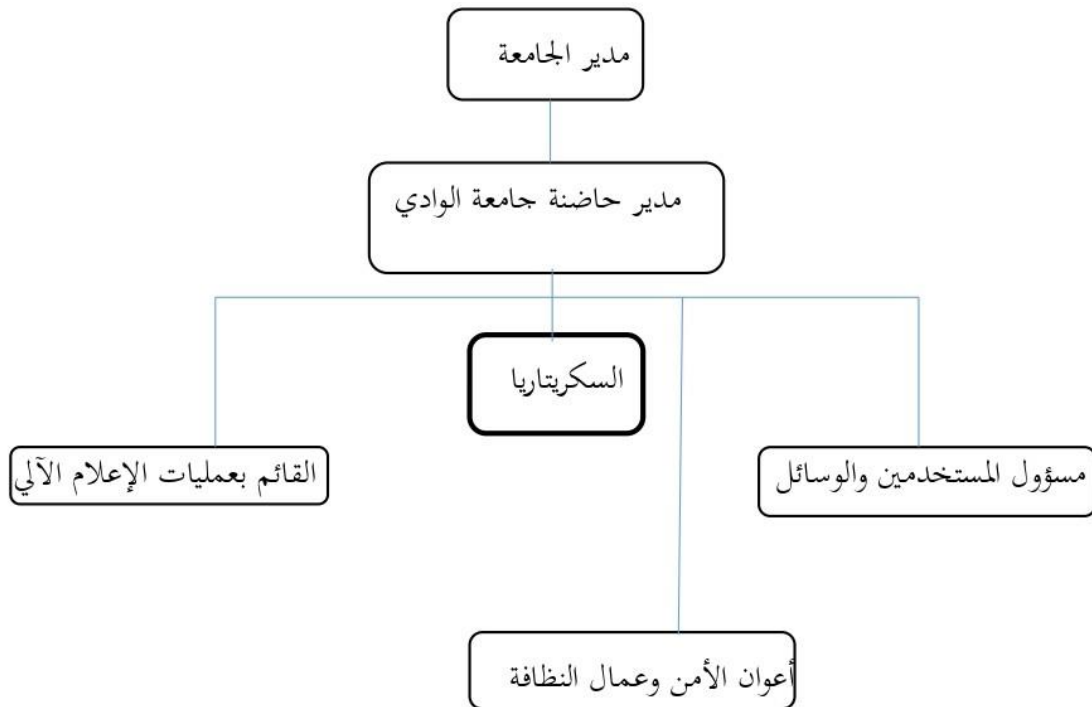 مدير الجامعة
مدير حاضنة جامعة الوادي
السكريتاريا
مسؤول المستخدمين والوسائل
القائم بعمليات الإعلام الآلي
أعوان الأمن وعمال النظافة